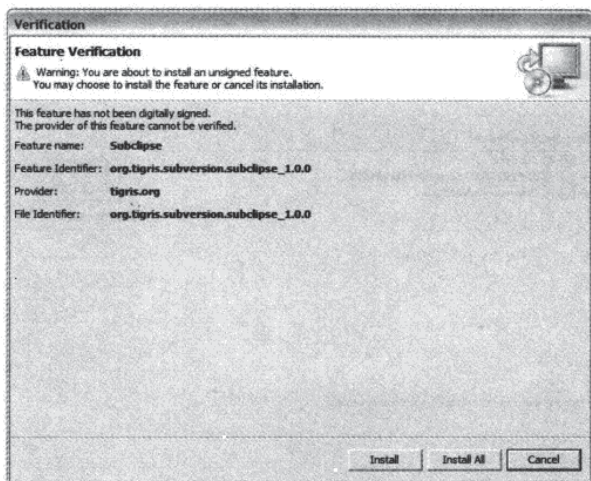 Verification
Feature Verification
Warning: You are about to install an unsigned feature.
You may choose to install the feature or cancel its installation.
This feature has not been digitally signed.
The provider of this feature cannot be verified.
Feature name: Subclipse
Feature Identifier: org.tigris.subversion.subclipse_1.0.0
Provider: tigris.org
File Identifier: org.tigris.subversion.subclipse_1.0.0
Install Install All Cancel